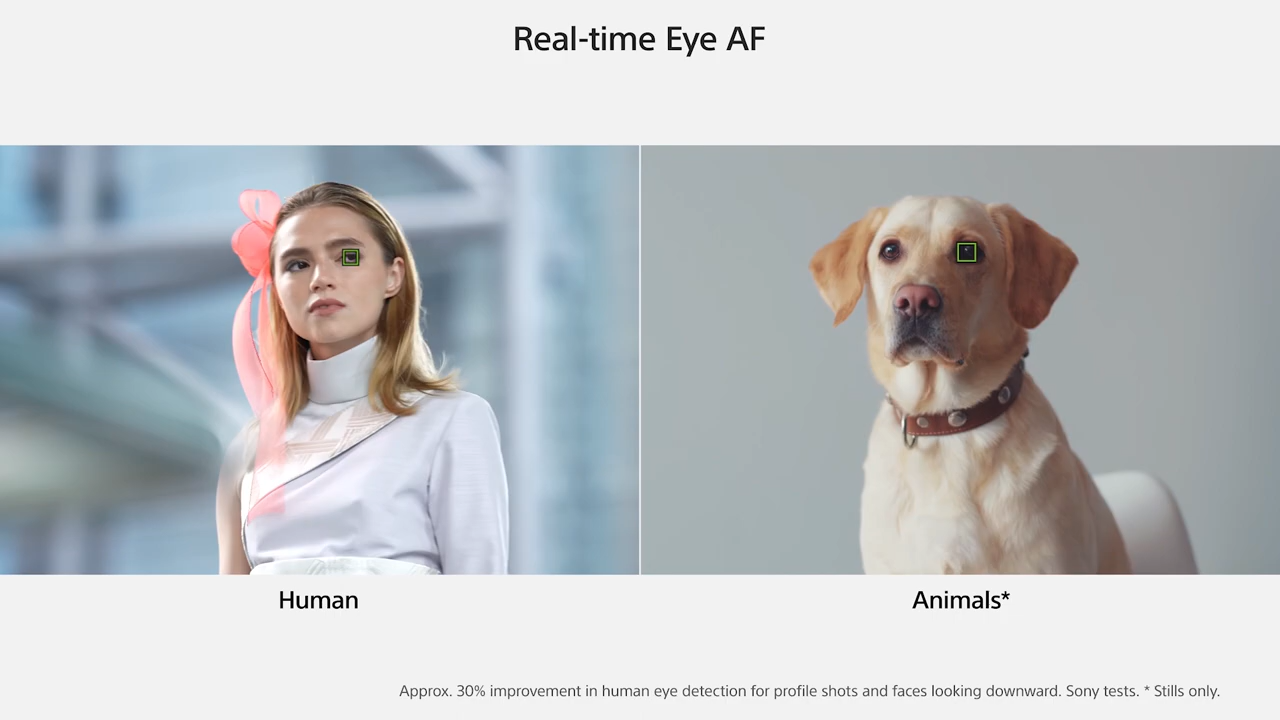 Real-time Eye AF
Human
Animals*
Approx. 30% improvement in human eye detection for profile shots and faces looking downward. Sony tests. * Stills only.